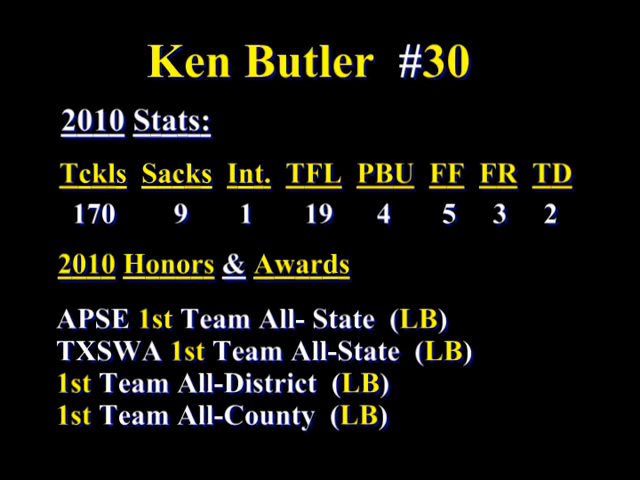 Ken Butler #30
2010 Stats:
Tckls Sacks Int. TFL PBU FF FR TD
170 9 1 19 4 5 3 2
2010 Honors & Awards
APSE 1st Team All- State (LB)
TXSWA 1st Team All-State (LB)
1st Team All-District (LB)
1st Team All-County (LB)